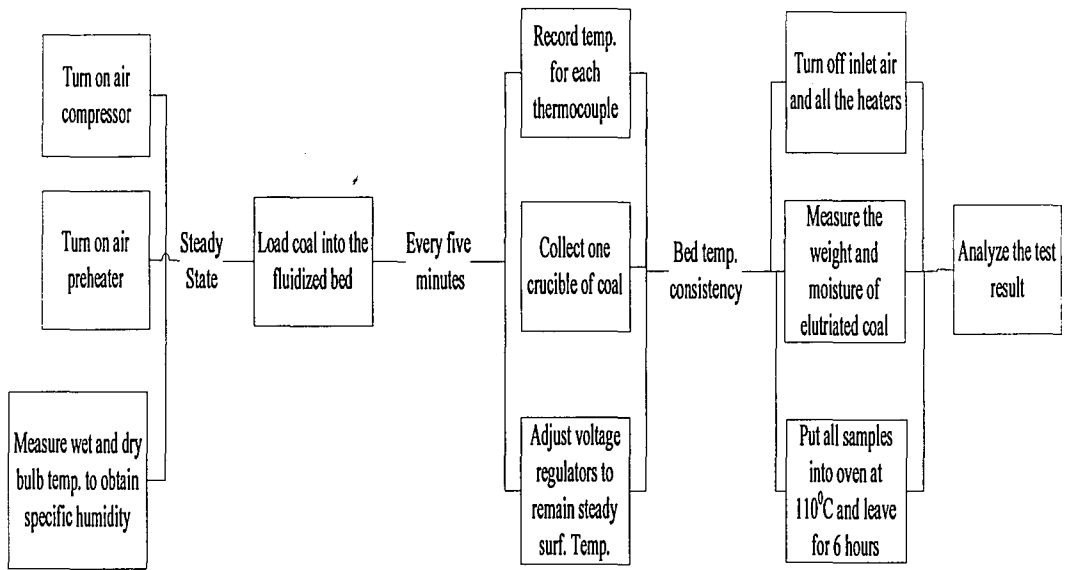 Turn on air
compressor
Turn on air
preheater
Measure wet and dry
bulb temp. to obtain
specific humidity
Steady
State
Load coal into the
fluidized bed
Every five
minutes
Record temp.
for each
thermocouple
Collect one
crucible of coal
Adjust voltage
regulators to
remain steady
surf. Temp.
Bed temp.
consistency
Turn off inlet air
and all the heaters
Measure the
weight and
moisture of
elutriated coal
Put all samples
into oven at
110⁰C and leave
for 6 hours
Analyze the test
result